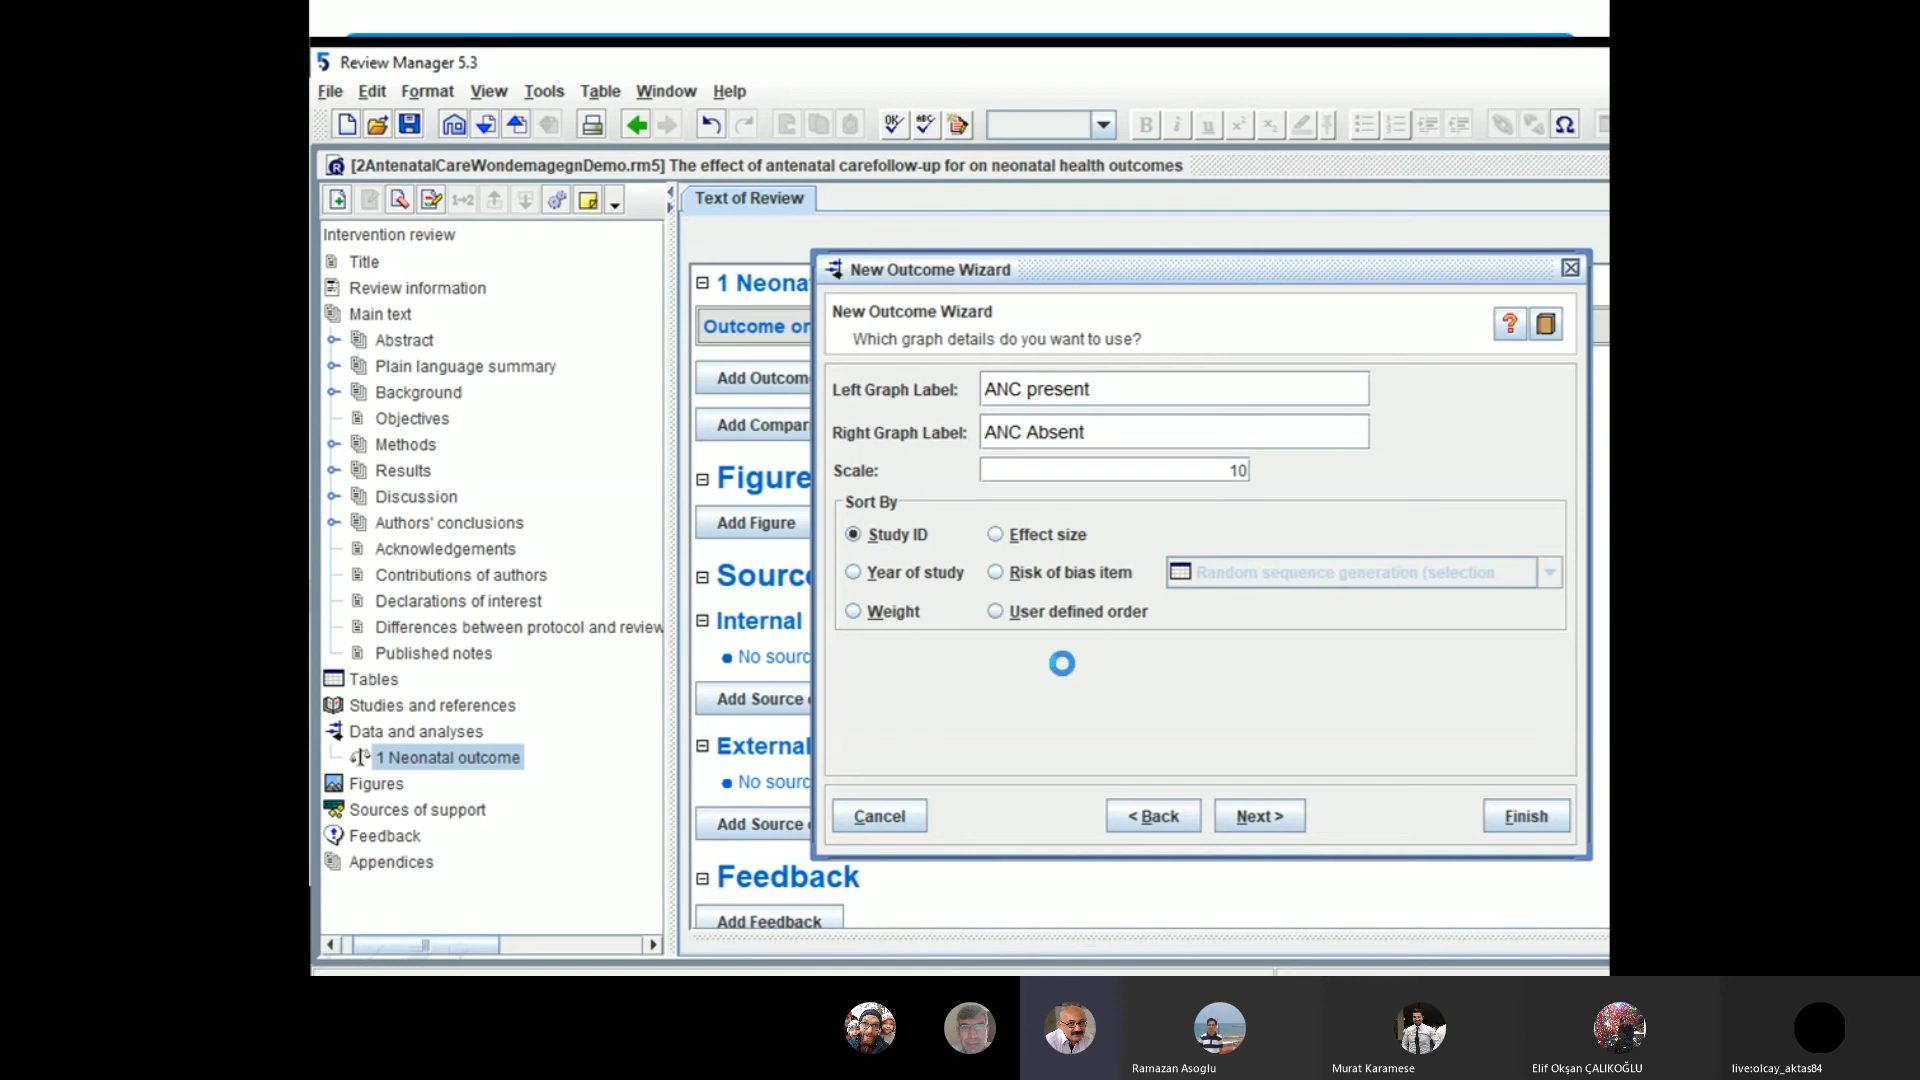 5 Review Manager 5.3
File Edit Format View Tools Table Window Help
OK ABC B i u x² x₂ Ω
[2AntenatalCareWondemagegnDemo.rm5] The effect of antenatal carefollow-up for on neonatal health outcomes
1→2
Text of Review
Intervention review
Title
Review information
Main text
Abstract
Plain language summary
Background
Objectives
Methods
Results
Discussion
Authors' conclusions
Acknowledgements
Contributions of authors
Declarations of interest
Differences between protocol and review
Published notes
Tables
Studies and references
Data and analyses
1 Neonatal outcome
Figures
Sources of support
Feedback
Appendices
1 Neona
Outcome or
Add Outcom
Add Compar
Figure
Add Figure
Source
Internal
No sourc
Add Source
External
No sourc
Add Source
Feedback
Add Feedback
New Outcome Wizard
New Outcome Wizard
Which graph details do you want to use?
?
Left Graph Label: ANC present
Right Graph Label: ANC Absent
Scale: 10
Sort By
Study ID Effect size
Year of study Risk of bias item Random sequence generation (selection
Weight User defined order
Cancel < Back Next > Finish
Ramazan Asoglu Murat Karamese Elif Okşan ÇALIKOĞLU live:olcay_aktas84